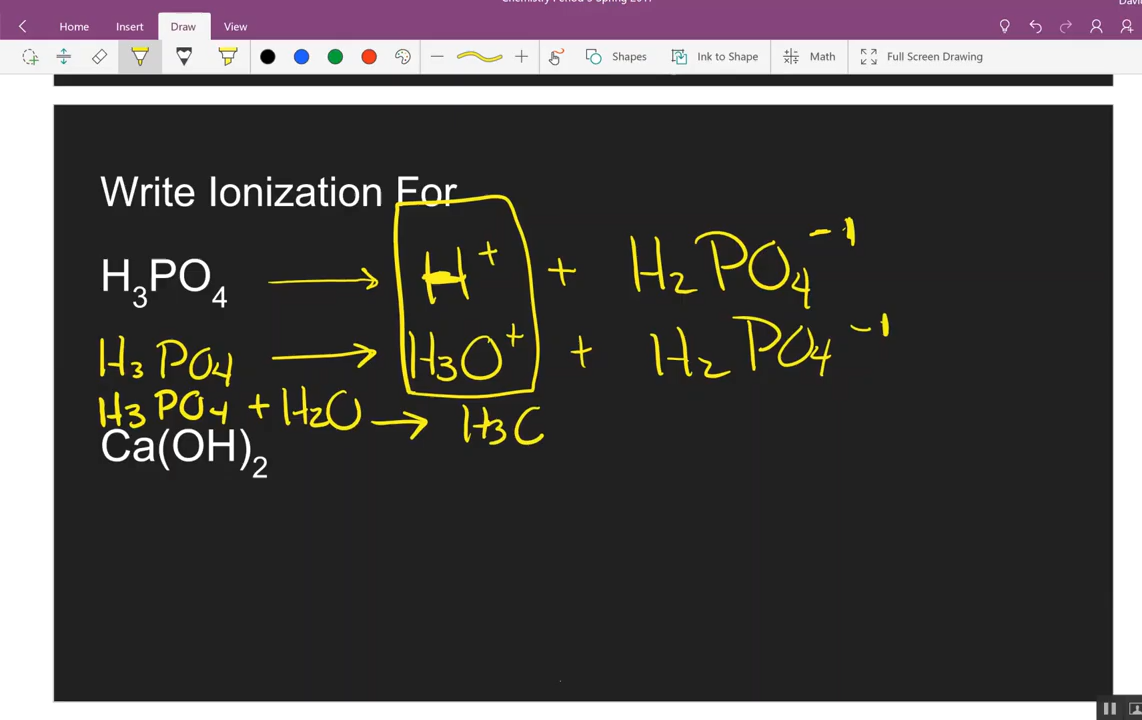 Home Insert Draw View
Shapes Ink to Shape Math Full Screen Drawing
Write Ionization For
H₃PO₄ → H⁺ + H₂PO₄⁻¹
H₃PO₄ → H₃O⁺ + H₂PO₄⁻¹
H₃PO₄ + H₂O → H₃C
Ca(OH)₂